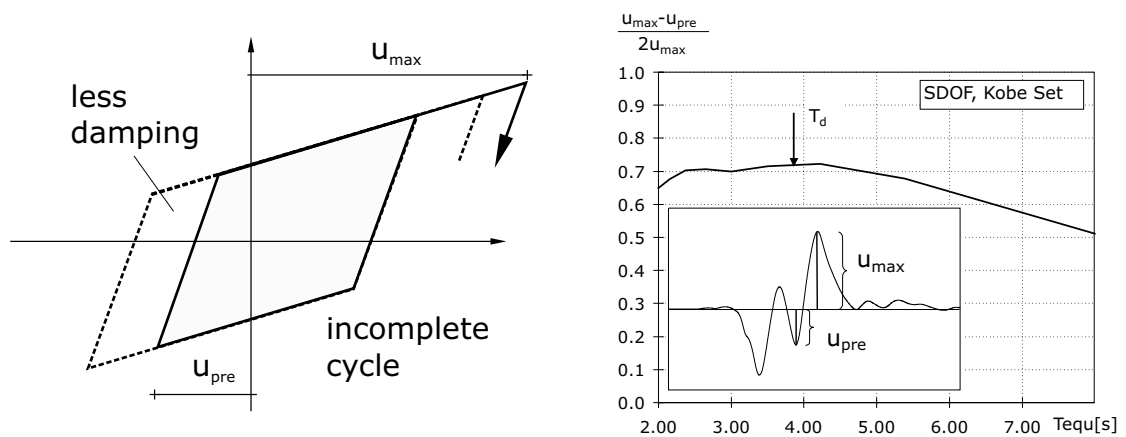 less
damping
u_max
incomplete
cycle
u_pre
u_max-u_pre
2u_max
SDOF, Kobe Set
T_d
u_max
u_pre
1.0
0.9
0.8
0.7
0.6
0.5
0.4
0.3
0.2
0.1
0.0
2.00 3.00 4.00 5.00 6.00 7.00 Tequ[s]